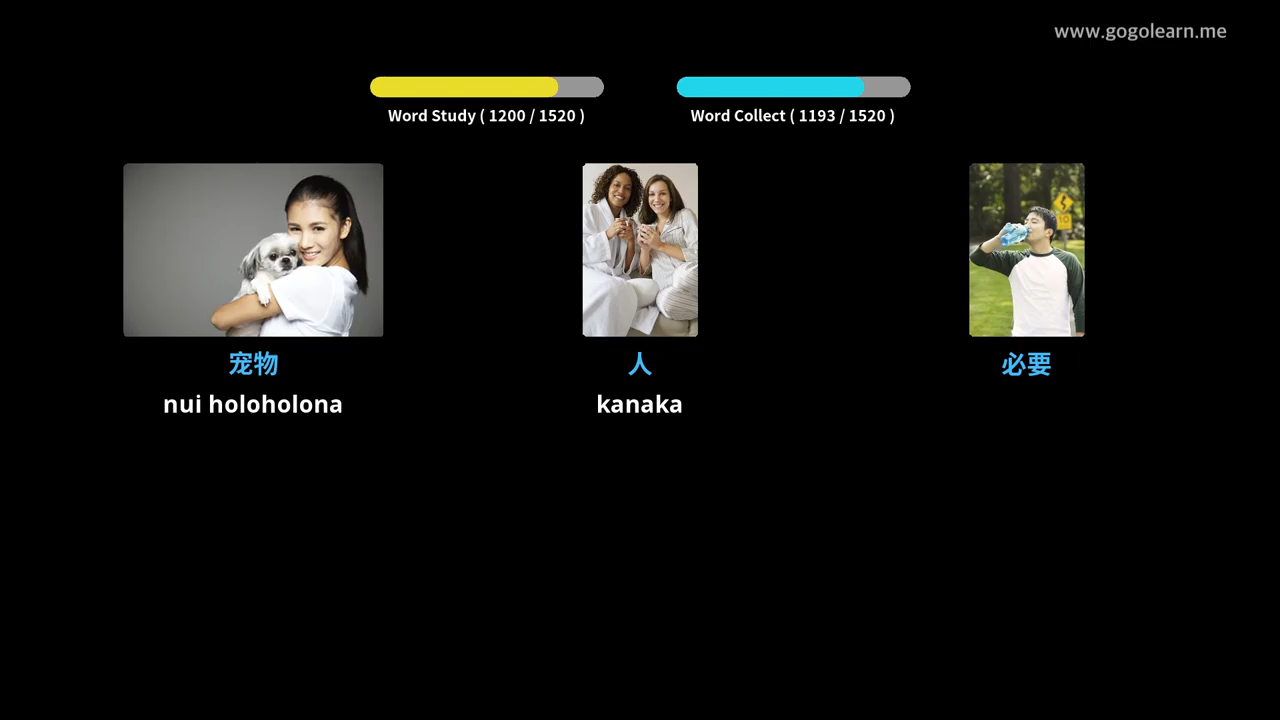 www.gogolearn.me
Word Study ( 1200 / 1520 )
Word Collect ( 1193 / 1520 )
宠物
人
必要
nui holoholona
kanaka